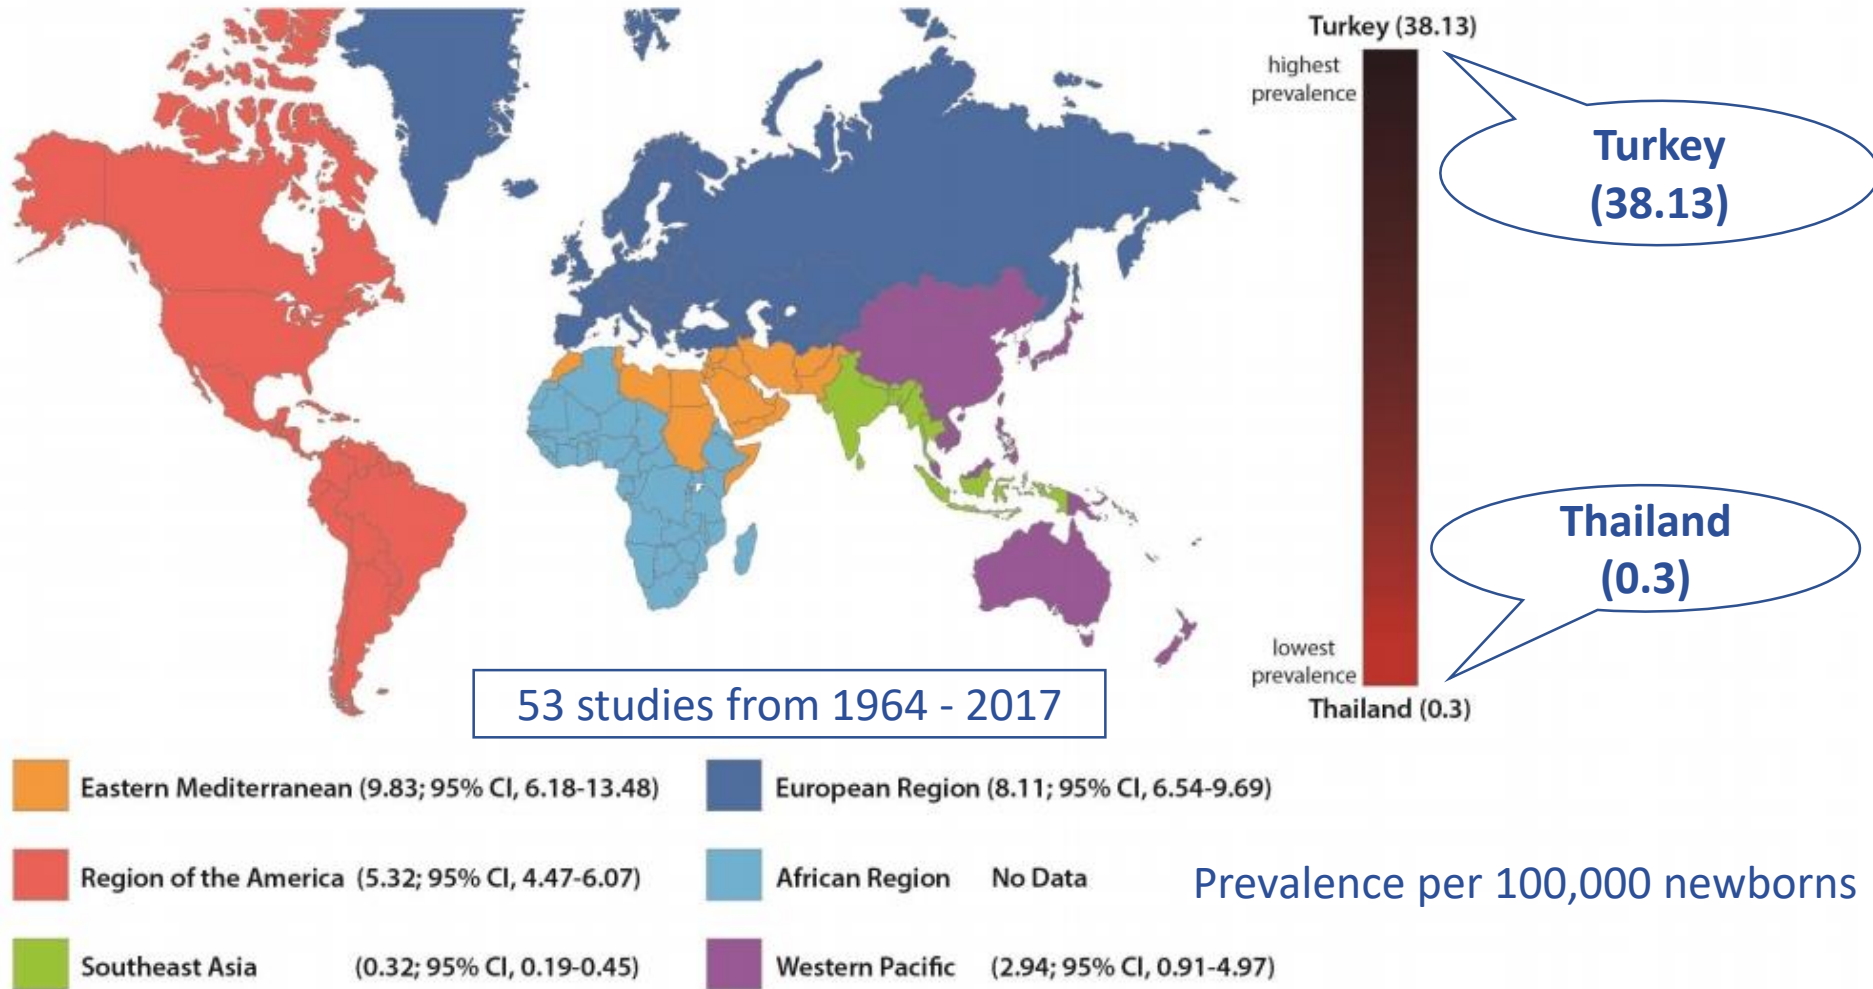 Turkey (38.13)
highest
prevalence
Turkey
(38.13)
Thailand
(0.3)
lowest
prevalence
Thailand (0.3)
53 studies from 1964 - 2017
Eastern Mediterranean (9.83; 95% CI, 6.18-13.48)
European Region (8.11; 95% CI, 6.54-9.69)
Region of the America (5.32; 95% CI, 4.47-6.07)
African Region No Data
Prevalence per 100,000 newborns
Southeast Asia (0.32; 95% CI, 0.19-0.45)
Western Pacific (2.94; 95% CI, 0.91-4.97)